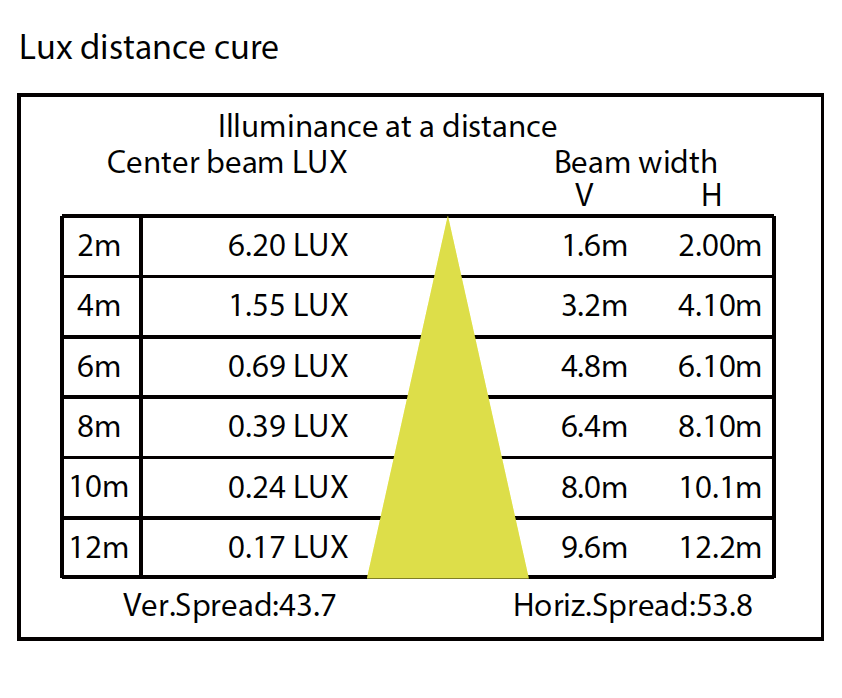 Lux distance cure
Illuminance at a distance
Center beam LUX Beam width
V H
2m 6.20 LUX 1.6m 2.00m
4m 1.55 LUX 3.2m 4.10m
6m 0.69 LUX 4.8m 6.10m
8m 0.39 LUX 6.4m 8.10m
10m 0.24 LUX 8.0m 10.1m
12m 0.17 LUX 9.6m 12.2m
Ver.Spread:43.7 Horiz.Spread:53.8